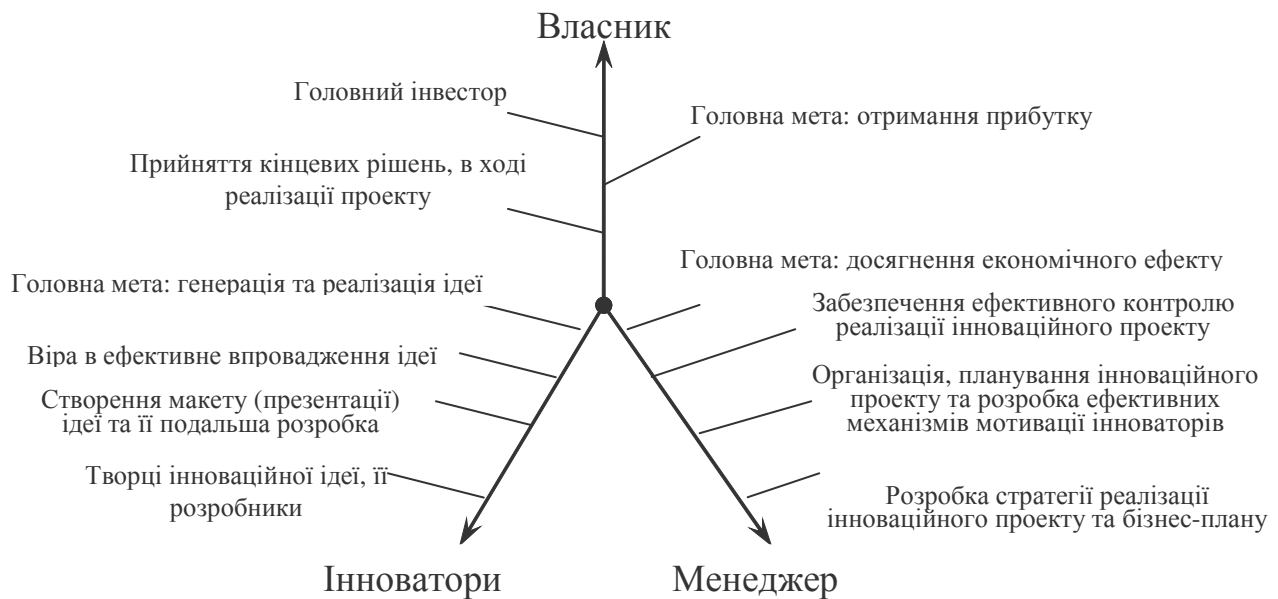 Власник
Головний інвестор
Головна мета: отримання прибутку
Прийняття кінцевих рішень, в ході
реалізації проекту
Головна мета: генерація та реалізація ідеї
Віра в ефективне впровадження ідеї
Створення макету (презентації)
ідеї та її подальша розробка
Творці інноваційної ідеї, її
розробники
Головна мета: досягнення економічного ефекту
Забезпечення ефективного контролю
реалізації інноваційного проекту
Організація, планування інноваційного
проекту та розробка ефективних
механізмів мотивації інноваторів
Розробка стратегії реалізації
інноваційного проекту та бізнес-плану
Інноватори
Менеджер